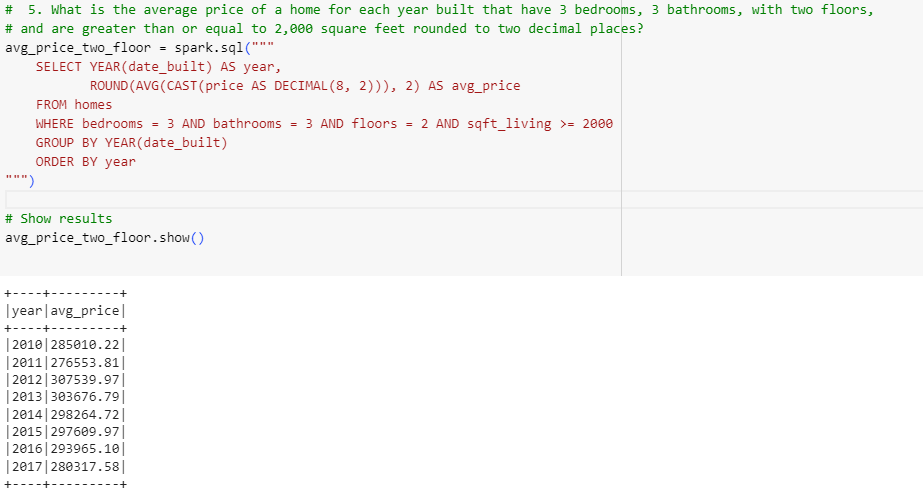 #  5. What is the average price of a home for each year built that have 3 bedrooms, 3 bathrooms, with two floors,
# and are greater than or equal to 2,000 square feet rounded to two decimal places?
avg_price_two_floor = spark.sql("""
    SELECT YEAR(date_built) AS year,
           ROUND(AVG(CAST(price AS DECIMAL(8, 2))), 2) AS avg_price
    FROM homes
    WHERE bedrooms = 3 AND bathrooms = 3 AND floors = 2 AND sqft_living >= 2000
    GROUP BY YEAR(date_built)
    ORDER BY year
""")
# Show results
avg_price_two_floor.show()
+----+---------+
|year|avg_price|
+----+---------+
|2010|285010.22|
|2011|276553.81|
|2012|307539.97|
|2013|303676.79|
|2014|298264.72|
|2015|297609.97|
|2016|293965.10|
|2017|280317.58|
+----+---------+